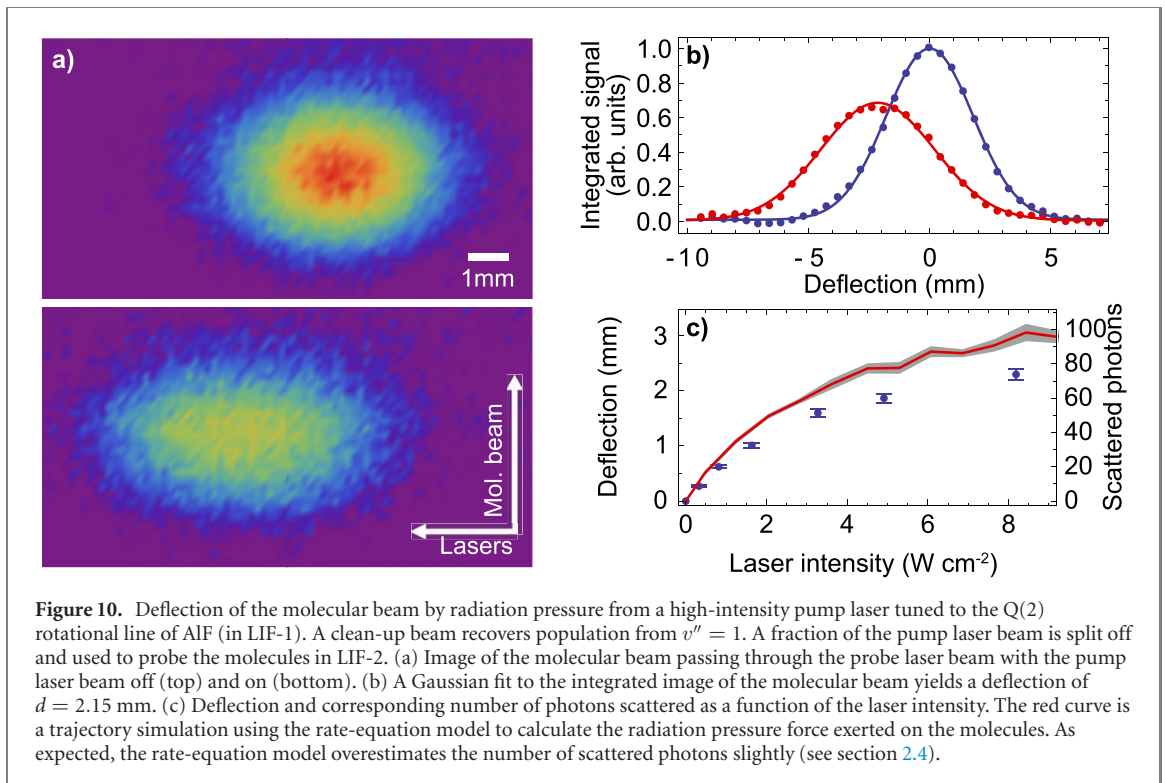 a)
1mm
Mol. beam
Lasers
b)
Integrated signal
(arb. units)
1.0
0.8
0.6
0.4
0.2
0.0
-10
-5
0
5
Deflection (mm)
c)
Deflection (mm)
3
2
1
0
100
80
60
40
20
0
Scattered photons
0
2
4
6
8
Laser intensity (W cm-2)
Figure 10. Deflection of the molecular beam by radiation pressure from a high-intensity pump laser tuned to the Q(2)
rotational line of AlF (in LIF-1). A clean-up beam recovers population from v″ = 1. A fraction of the pump laser beam is split off
and used to probe the molecules in LIF-2. (a) Image of the molecular beam passing through the probe laser beam with the pump
laser beam off (top) and on (bottom). (b) A Gaussian fit to the integrated image of the molecular beam yields a deflection of
d = 2.15 mm. (c) Deflection and corresponding number of photons scattered as a function of the laser intensity. The red curve is
a trajectory simulation using the rate-equation model to calculate the radiation pressure force exerted on the molecules. As
expected, the rate-equation model overestimates the number of scattered photons slightly (see section 2.4).